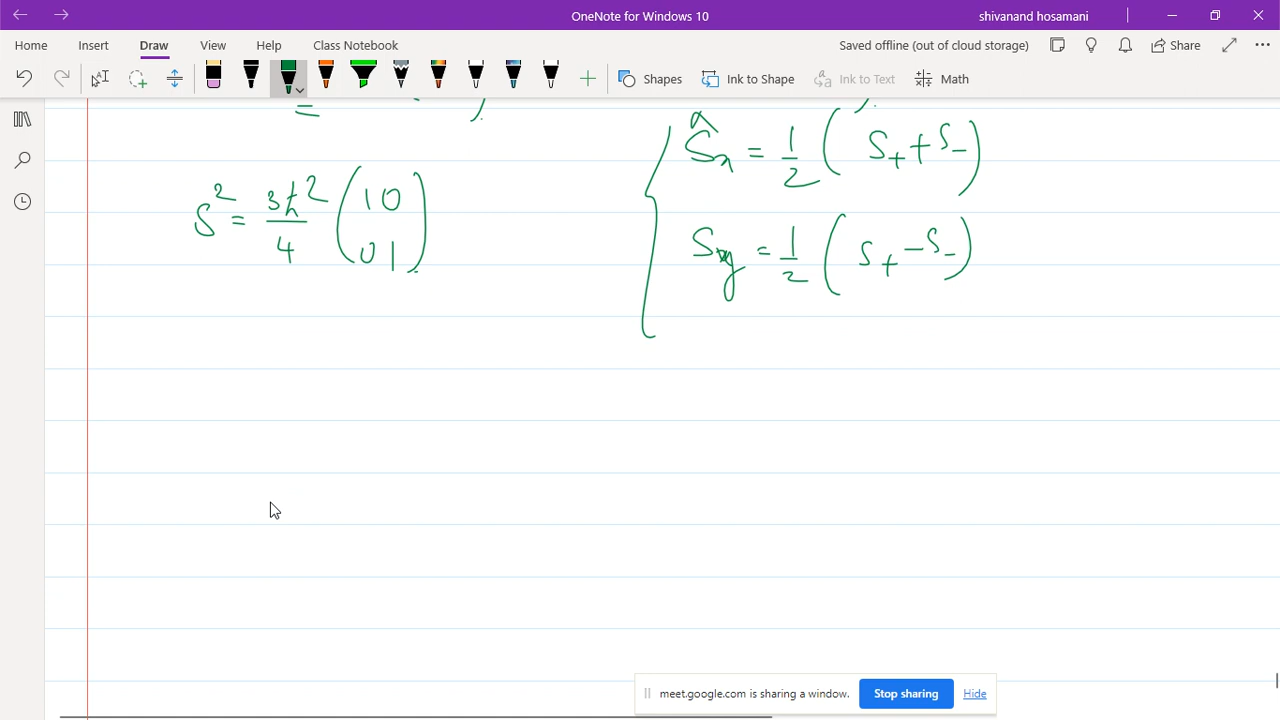 OneNote for Windows 10
shivanand hosamani
Home Insert Draw View Help Class Notebook
Saved offline (out of cloud storage)
Share
Shapes Ink to Shape Ink to Text Math
Sx = 1/2 ( S+ + S- )
S² = 3ħ²/4 ( 1 0
0 1 )
Sy = 1/2 ( S+ - S- )
meet.google.com is sharing a window. Stop sharing Hide